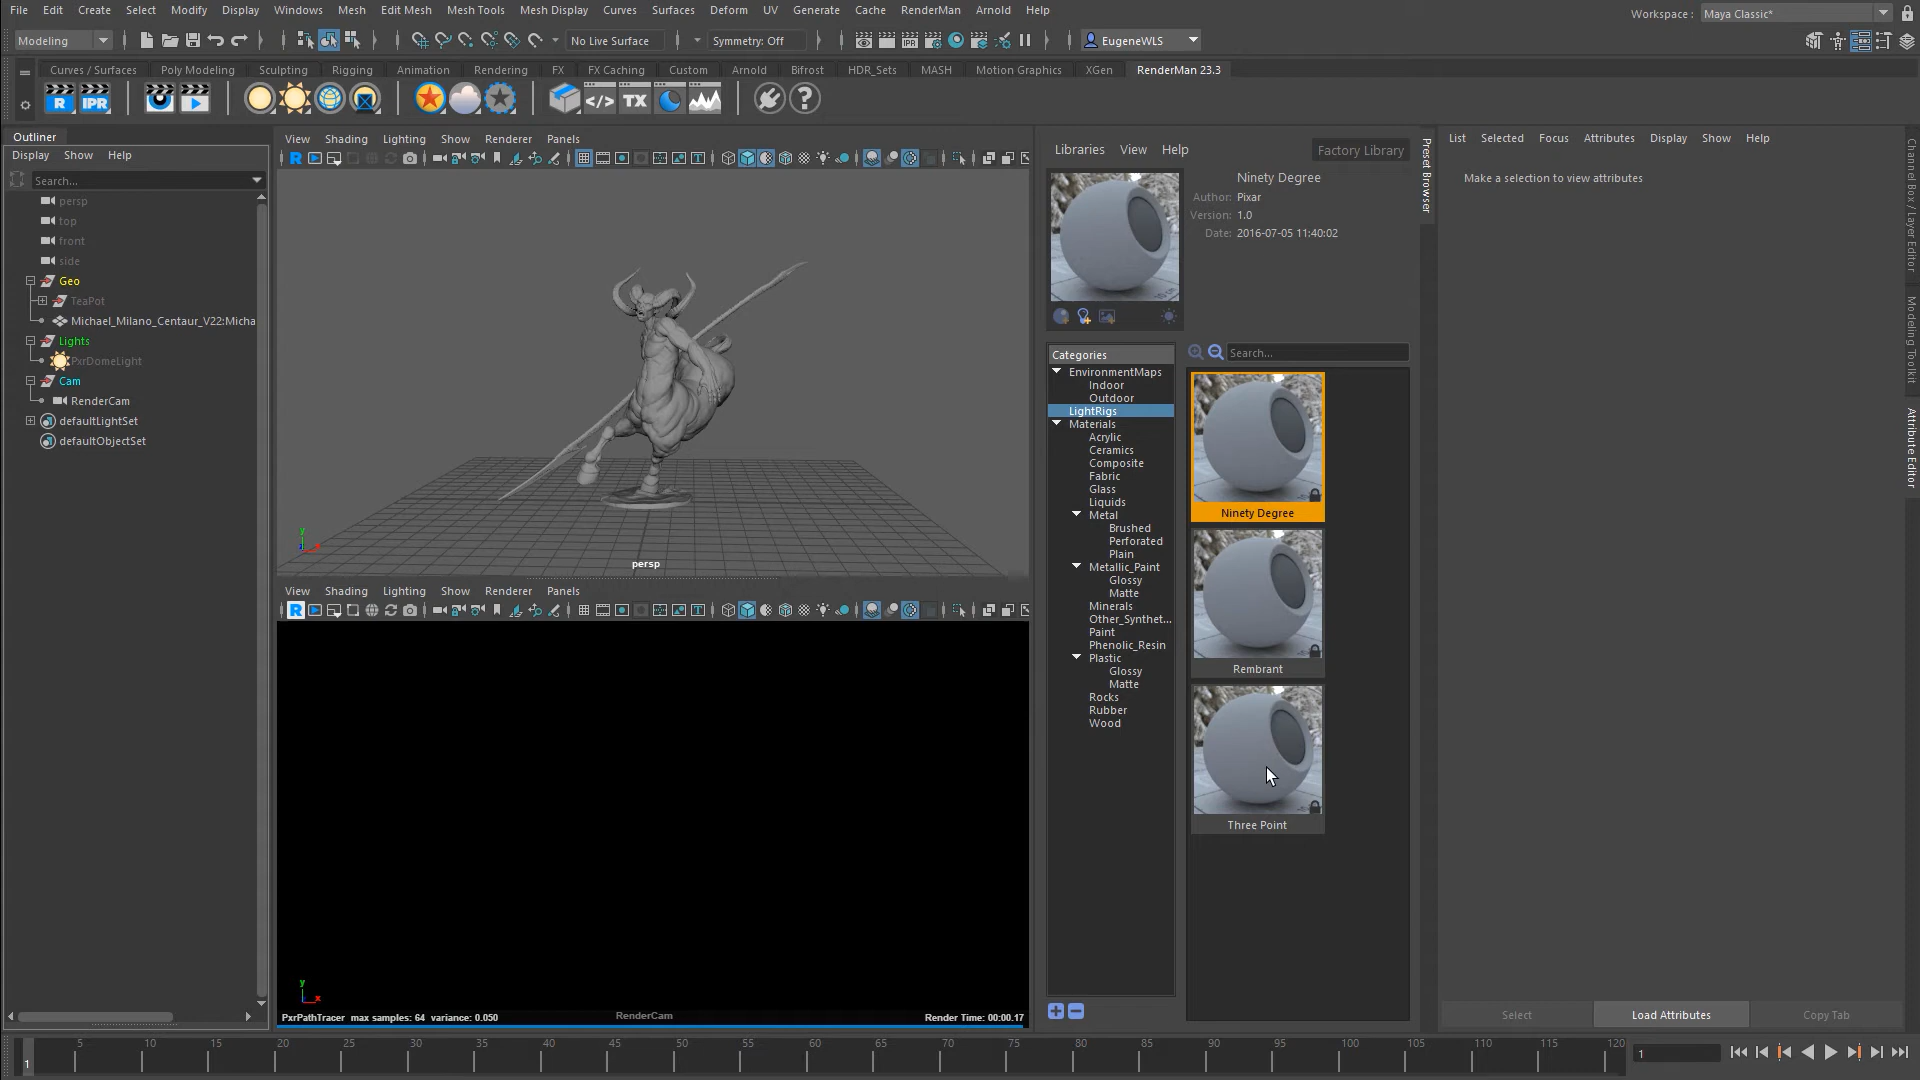 File Edit Create Select Modify Display Windows Mesh Edit Mesh Mesh Tools Mesh Display Curves Surfaces Deform UV Generate Cache RenderMan Arnold Help
Workspace : Maya Classic*
Modeling
No Live Surface
Symmetry: Off
IPR
EugeneWLS
Curves / Surfaces Poly Modeling Sculpting Rigging Animation Rendering FX FX Caching Custom Arnold Bifrost HDR_Sets MASH Motion Graphics XGen RenderMan 23.3
R IPR </> TX ?
Outliner
Display Show Help
Search...
persp
top
front
side
Geo
TeaPot
Michael_Milano_Centaur_V22:Micha
Lights
PxrDomeLight
Cam
RenderCam
defaultLightSet
defaultObjectSet
View Shading Lighting Show Renderer Panels
R
y
persp
View Shading Lighting Show Renderer Panels
R
y
x
PxrPathTracer max samples: 64 variance: 0.050
RenderCam
Render Time: 00:00.17
Libraries View Help
Factory Library
Ninety Degree
Author: Pixar
Version: 1.0
Date: 2016-07-05 11:40:02
Preset Browser
Categories
EnvironmentMaps
Indoor
Outdoor
LightRigs
Materials
Acrylic
Ceramics
Composite
Fabric
Glass
Liquids
Metal
Brushed
Perforated
Plain
Metallic_Paint
Glossy
Matte
Minerals
Other_Synthet...
Paint
Phenolic_Resin
Plastic
Glossy
Matte
Rocks
Rubber
Wood
Search...
Ninety Degree
Rembrant
Three Point
List Selected Focus Attributes Display Show Help
Make a selection to view attributes
Channel Box / Layer Editor
Modeling Toolkit
Attribute Editor
Select
Load Attributes
Copy Tab
1
5 10 15 20 25 30 35 40 45 50 55 60 65 70 75 80 85 90 95 100 105 110 115 120
1